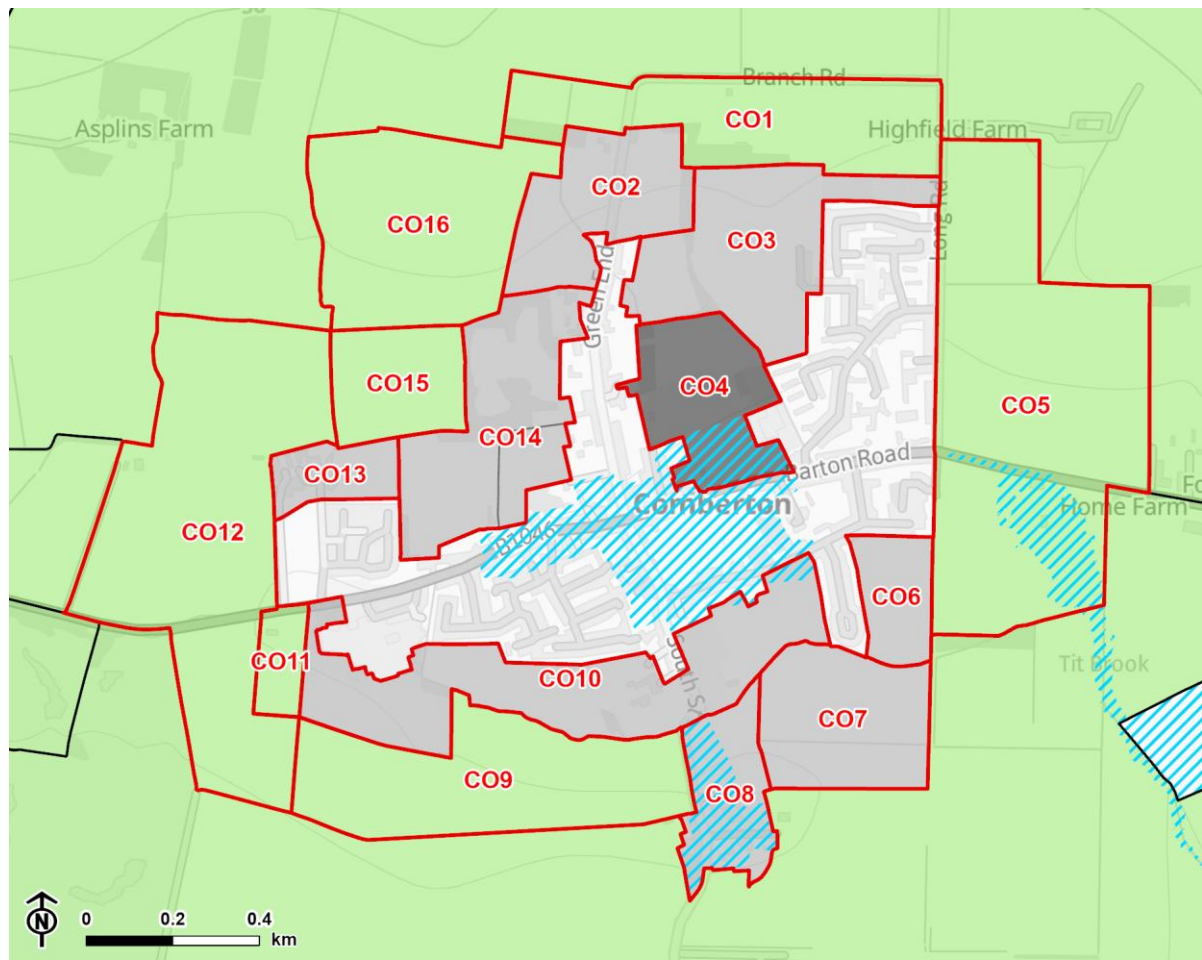 Branch Rd
Asplins Farm
CO1
Highfield Farm
CO2
CO16
Long Rd
CO3
Green End
CO15
CO4
CO5
CO14
CO13
Barton Road
Comberton
Home Farm
CO12
B1046
CO6
CO11
Tit Brook
CO10
CO7
CO9
CO8
N
0 0.2 0.4
km